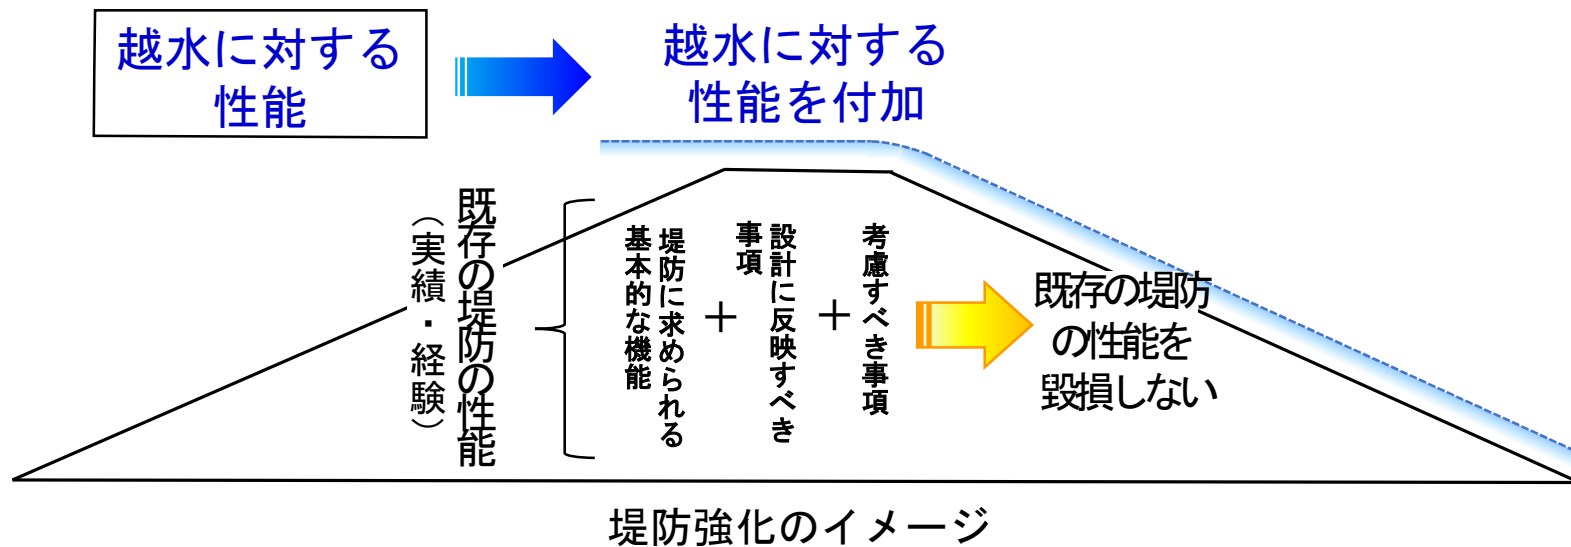 越水に対する
性能
越水に対する
性能を付加
既存の堤防の性能
（実績・経験）
堤防に求められる
基本的な機能
＋
設計に反映すべき
事項
＋
考慮すべき事項
既存の堤防
の性能を
毀損しない
堤防強化のイメージ